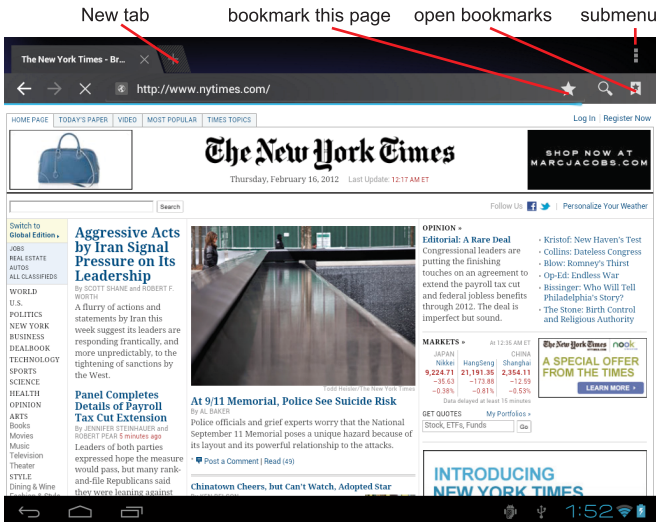 New tab
bookmark this page
open bookmarks
submenu
The New York Times - Br...
http://www.nytimes.com/
HOME PAGE
TODAY'S PAPER
VIDEO
MOST POPULAR
TIMES TOPICS
Log In
Register Now
The New York Times
Thursday, February 16, 2012
Last Update: 12:17 AM ET
SHOP NOW AT
MARCJACOBS.COM
Search
Follow Us
Personalize Your Weather
Switch to
Global Edition ▸
JOBS
REAL ESTATE
AUTOS
ALL CLASSIFIEDS
WORLD
U.S.
POLITICS
NEW YORK
BUSINESS
DEALBOOK
TECHNOLOGY
SPORTS
SCIENCE
HEALTH
OPINION
ARTS
Books
Movies
Music
Television
Theater
STYLE
Dining & Wine
Fashion & Style
Aggressive Acts
by Iran Signal
Pressure on Its
Leadership
By SCOTT SHANE and ROBERT F.
WORTH
A flurry of actions and
statements by Iran this
week suggest its leaders are
responding frantically, and
more unpredictably, to the
tightening of sanctions by
the West.
Panel Completes
Details of Payroll
Tax Cut Extension
By JENNIFER STEINHAUER and
ROBERT PEAR 5 minutes ago
Leaders of both parties
expressed hope the measure
would pass, but many rank-
and-file Republicans said
they were leaning against
Todd Heisler/The New York Times
At 9/11 Memorial, Police See Suicide Risk
By AL BAKER
Police officials and grief experts worry that the National
September 11 Memorial poses a unique hazard because of
its layout and its powerful relationship to the attacks.
• Post a Comment | Read (49)
Chinatown Cheers, but Can't Watch, Adopted Star
OPINION »
Editorial: A Rare Deal
Congressional leaders are
putting the finishing
touches on an agreement to
extend the payroll tax cut
and federal jobless benefits
through 2012. The deal is
imperfect but sound.
• Kristof: New Haven's Test
• Collins: Dateless Congress
• Blow: Romney's Thirst
• Op-Ed: Endless War
• Bissinger: Who Will Tell
Philadelphia's Story?
• The Stone: Birth Control
and Religious Authority
MARKETS »
At 12:35 AM ET
JAPAN
CHINA
Nikkei
HangSeng
Shanghai
9,224.71
21,191.35
2,354.11
−35.63
−173.88
−12.59
−0.38%
−0.81%
−0.53%
Data delayed at least 15 minutes
GET QUOTES
My Portfolios »
Stock, ETFs, Funds
Go
The New York Times
nook
A SPECIAL OFFER
FROM THE TIMES
LEARN MORE ›
INTRODUCING
NEW YORK TIMES
1:52